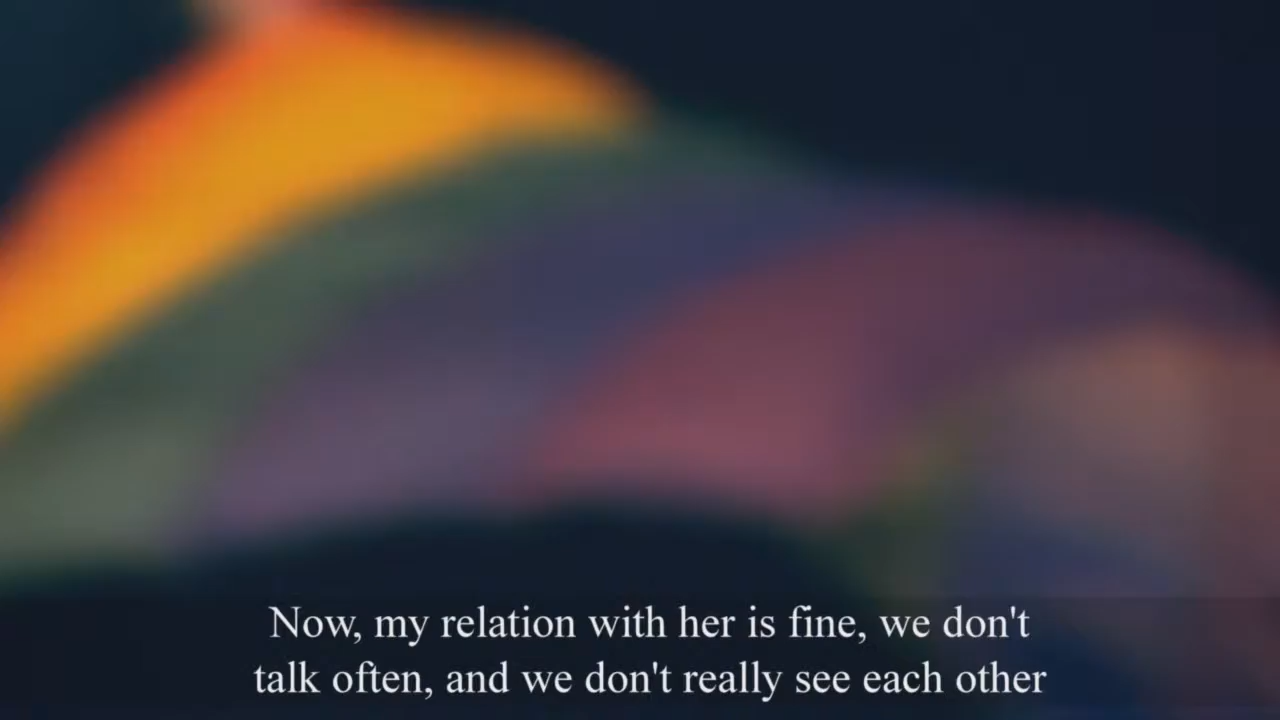 Now, my relation with her is fine, we don't
talk often, and we don't really see each other